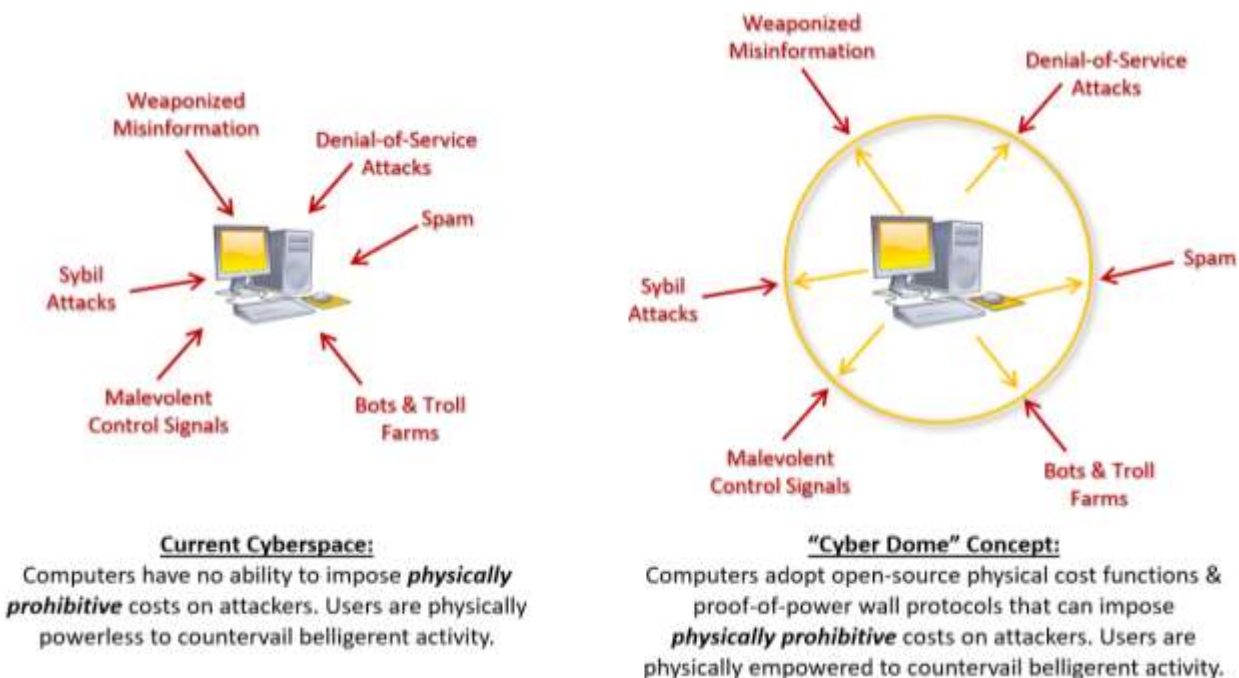 Weaponized
Misinformation
Denial-of-Service
Attacks
Spam
Sybil
Attacks
Malevolent
Control Signals
Bots & Troll
Farms
Current Cyberspace:
Computers have no ability to impose physically
prohibitive costs on attackers. Users are physically
powerless to countervail belligerent activity.
Weaponized
Misinformation
Denial-of-Service
Attacks
Spam
Sybil
Attacks
Malevolent
Control Signals
Bots & Troll
Farms
“Cyber Dome” Concept:
Computers adopt open-source physical cost functions &
proof-of-power wall protocols that can impose
physically prohibitive costs on attackers. Users are
physically empowered to countervail belligerent activity.